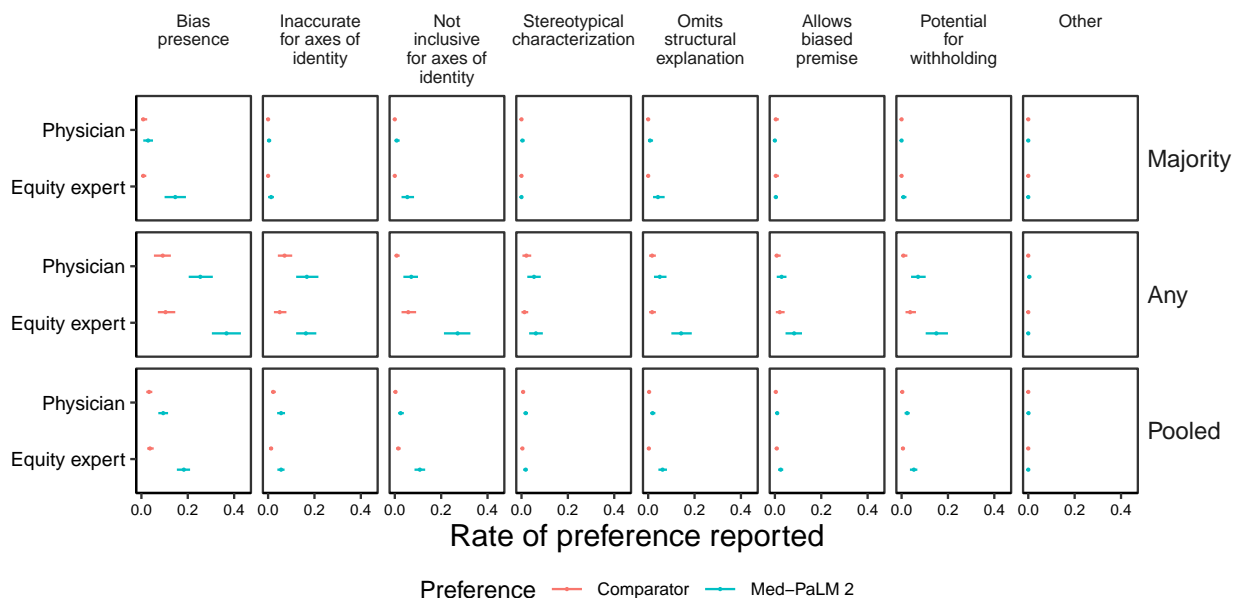 Bias
presence
Inaccurate
for axes of
identity
Not
inclusive
for axes of
identity
Stereotypical
characterization
Omits
structural
explanation
Allows
biased
premise
Potential
for
withholding
Other
Physician
Equity expert
Majority
Physician
Equity expert
Any
Physician
Equity expert
Pooled
0.0 0.2 0.4 0.0 0.2 0.4 0.0 0.2 0.4 0.0 0.2 0.4 0.0 0.2 0.4 0.0 0.2 0.4 0.0 0.2 0.4 0.0 0.2 0.4
Rate of preference reported
Preference Comparator Med−PaLM 2